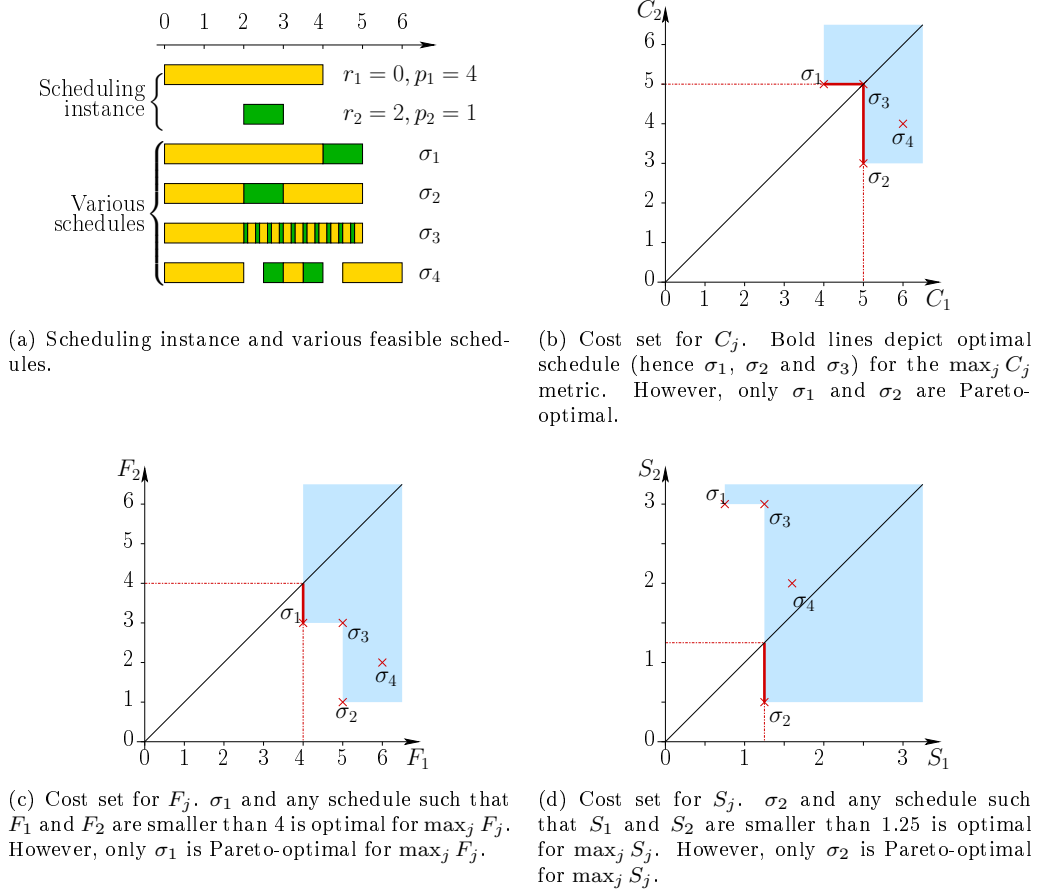 0 1 2 3 4 5 6
Scheduling
instance
r₁ = 0, p₁ = 4
r₂ = 2, p₂ = 1
Various
schedules
σ₁
σ₂
σ₃
σ₄
(a) Scheduling instance and various feasible sched-
ules.
C₂
6
5
4
3
2
1
0
σ₁
σ₃
σ₄
σ₂
0 1 2 3 4 5 6
C₁
(b) Cost set for Cⱼ. Bold lines depict optimal
schedule (hence σ₁, σ₂ and σ₃) for the maxⱼ Cⱼ
metric. However, only σ₁ and σ₂ are Pareto-
optimal.
F₂
6
5
4
3
2
1
0
σ₁
σ₃
σ₄
σ₂
0 1 2 3 4 5 6
F₁
(c) Cost set for Fⱼ. σ₁ and any schedule such that
F₁ and F₂ are smaller than 4 is optimal for maxⱼ Fⱼ.
However, only σ₁ is Pareto-optimal for maxⱼ Fⱼ.
S₂
3
2
1
0
σ₁
σ₃
σ₄
σ₂
0 1 2 3
S₁
(d) Cost set for Sⱼ. σ₂ and any schedule such
that S₁ and S₂ are smaller than 1.25 is optimal
for maxⱼ Sⱼ. However, only σ₂ is Pareto-optimal
for maxⱼ Sⱼ.